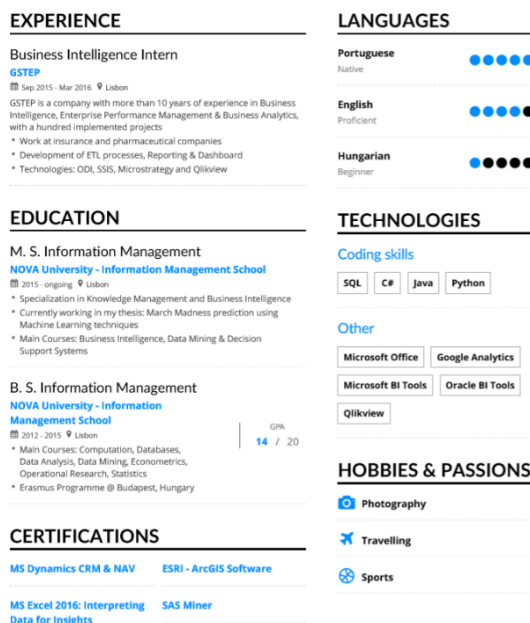 EXPERIENCE
Business Intelligence Intern
GSTEP
Sep 2015 - Mar 2016 Lisbon
GSTEP is a company with more than 10 years of experience in Business
Intelligence, Enterprise Performance Management & Business Analytics,
with a hundred implemented projects
* Work at insurance and pharmaceutical companies
* Development of ETL processes, Reporting & Dashboard
* Technologies: ODI, SSIS, Microstrategy and Qlikview
EDUCATION
M. S. Information Management
NOVA University - Information Management School
2015 - ongoing Lisbon
* Specialization in Knowledge Management and Business Intelligence
* Currently working in my thesis: March Madness prediction using
Machine Learning techniques
* Main Courses: Business Intelligence, Data Mining & Decision
Support Systems
B. S. Information Management
NOVA University - Information
Management School
2012 - 2015 Lisbon
* Main Courses: Computation, Databases,
Data Analysis, Data Mining, Econometrics,
Operational Research, Statistics
* Erasmus Programme @ Budapest, Hungary
GPA
14 / 20
CERTIFICATIONS
MS Dynamics CRM & NAV
ESRI - ArcGIS Software
MS Excel 2016: Interpreting
Data for Insights
SAS Miner
LANGUAGES
Portuguese
Native
English
Proficient
Hungarian
Beginner
TECHNOLOGIES
Coding skills
SQL C# Java Python
Other
Microsoft Office Google Analytics
Microsoft BI Tools Oracle BI Tools
Qlikview
HOBBIES & PASSIONS
Photography
Travelling
Sports